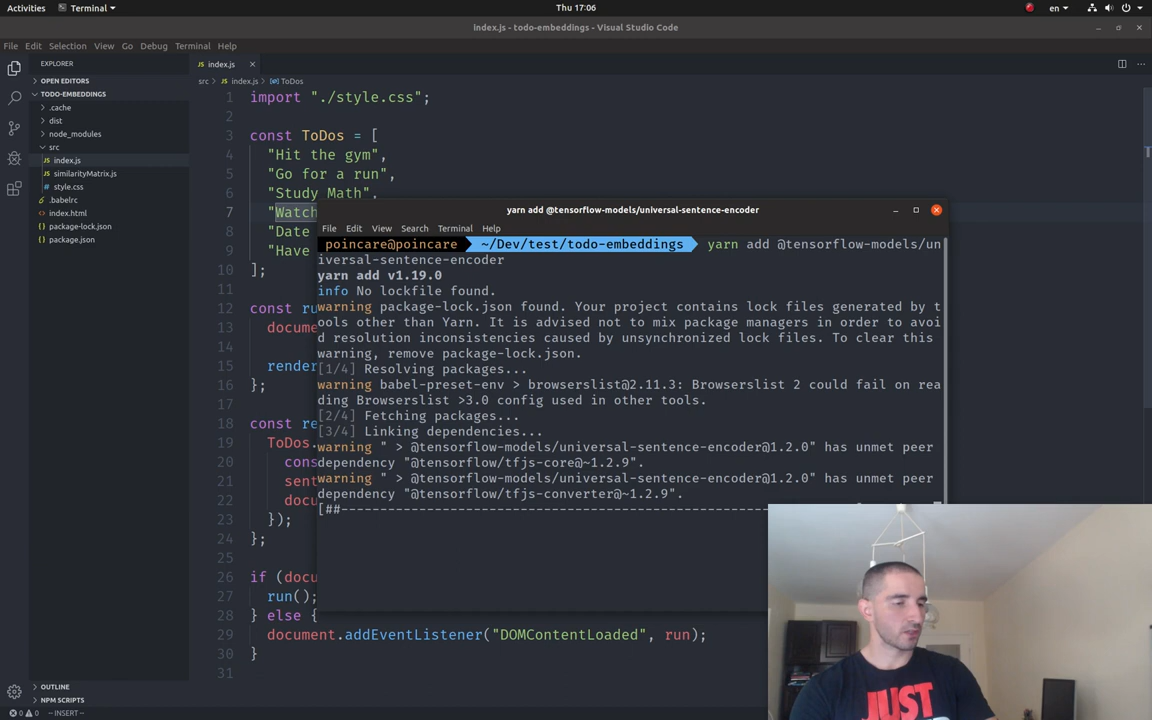 Activities
Terminal
Thu 17:06
en
index.js - todo-embeddings - Visual Studio Code
File Edit Selection View Go Debug Terminal Help
EXPLORER
OPEN EDITORS
TODO-EMBEDDINGS
.cache
dist
node_modules
src
JS index.js
JS similarityMatrix.js
style.css
.babelrc
index.html
package-lock.json
package.json
OUTLINE
NPM SCRIPTS
0 0 --INSERT--
JS index.js ×
src > JS index.js > ToDos
1 import "./style.css";
2
3 const ToDos = [
4 "Hit the gym",
5 "Go for a run",
6 "Study Math",
7 "Watch
8 "Date
9 "Have
10 ];
11
12 const ru
13 docume
14
15 render
16 };
17
18 const re
19 ToDos.
20 cons
21 sent
22 docu
23 });
24 };
25
26 if (docu
27 run();
28 } else {
29 document.addEventListener("DOMContentLoaded", run);
30 }
31
yarn add @tensorflow-models/universal-sentence-encoder
File Edit View Search Terminal Help
poincare@poincare ~/Dev/test/todo-embeddings yarn add @tensorflow-models/un
iversal-sentence-encoder
yarn add v1.19.0
info No lockfile found.
warning package-lock.json found. Your project contains lock files generated by t
ools other than Yarn. It is advised not to mix package managers in order to avoi
d resolution inconsistencies caused by unsynchronized lock files. To clear this
warning, remove package-lock.json.
[1/4] Resolving packages...
warning babel-preset-env > browserslist@2.11.3: Browserslist 2 could fail on rea
ding Browserslist >3.0 config used in other tools.
[2/4] Fetching packages...
[3/4] Linking dependencies...
warning " > @tensorflow-models/universal-sentence-encoder@1.2.0" has unmet peer
dependency "@tensorflow/tfjs-core@~1.2.9".
warning " > @tensorflow-models/universal-sentence-encoder@1.2.0" has unmet peer
dependency "@tensorflow/tfjs-converter@~1.2.9".
[##-------------------------------------------------------
JUST